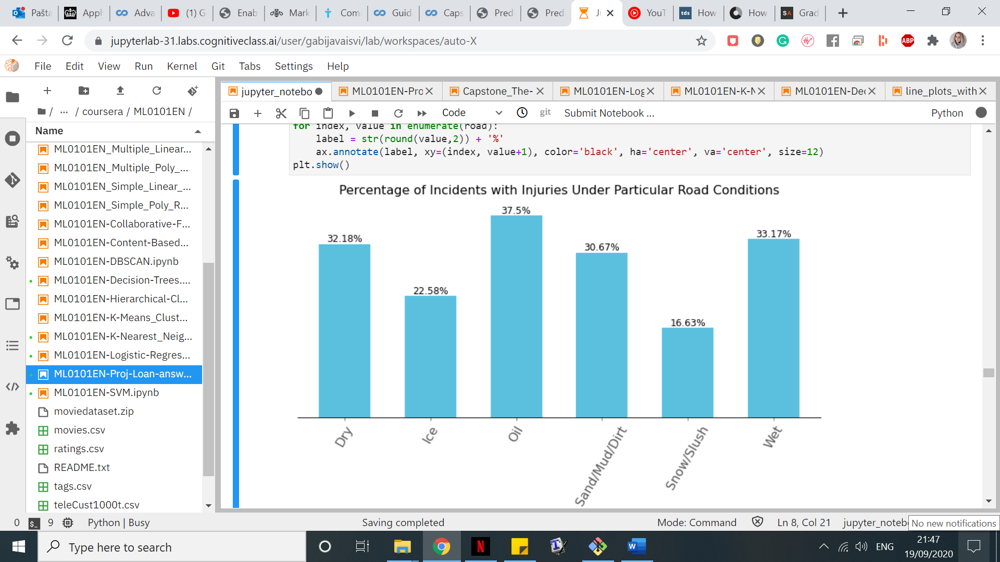 Pašta
Appl
Adva
(1) G
Enab
Mark
Com
Guid
Caps
Pred
Pred
YouT
tds How
How
SA Grad
jupyterlab-31.labs.cognitiveclass.ai/user/gabijavaisvi/lab/workspaces/auto-X
ABP
File Edit View Run Kernel Git Tabs Settings Help
jupyter_notebo
ML0101EN-Pro
Capstone_The-
ML0101EN-Log
ML0101EN-K-N
ML0101EN-Dec
line_plots_with
/ ... / coursera / ML0101EN /
Code
git
Submit Notebook ...
Python
Name
ML0101EN_Multiple_Linear...
ML0101EN_Multiple_Poly_...
ML0101EN_Simple_Linear_...
ML0101EN_Simple_Poly_R...
ML0101EN-Collaborative-F...
ML0101EN-Content-Based...
ML0101EN-DBSCAN.ipynb
ML0101EN-Decision-Trees....
ML0101EN-Hierarchical-Cl...
ML0101EN-K-Means_Clust...
ML0101EN-K-Nearest_Neig...
ML0101EN-Logistic-Regres...
ML0101EN-Proj-Loan-answ...
ML0101EN-SVM.ipynb
moviedataset.zip
movies.csv
ratings.csv
README.txt
tags.csv
teleCust1000t.csv
for index, value in enumerate(road):
label = str(round(value,2)) + '%'
ax.annotate(label, xy=(index, value+1), color='black', ha='center', va='center', size=12)
plt.show()
Percentage of Incidents with Injuries Under Particular Road Conditions
32.18%
22.58%
37.5%
30.67%
16.63%
33.17%
Dry
Ice
Oil
Sand/Mud/Dirt
Snow/Slush
Wet
0
$_
9
Python | Busy
Saving completed
Mode: Command
Ln 8, Col 21
jupyter_notebo
No new notifications
Type here to search
N
W
ENG
21:47
19/09/2020